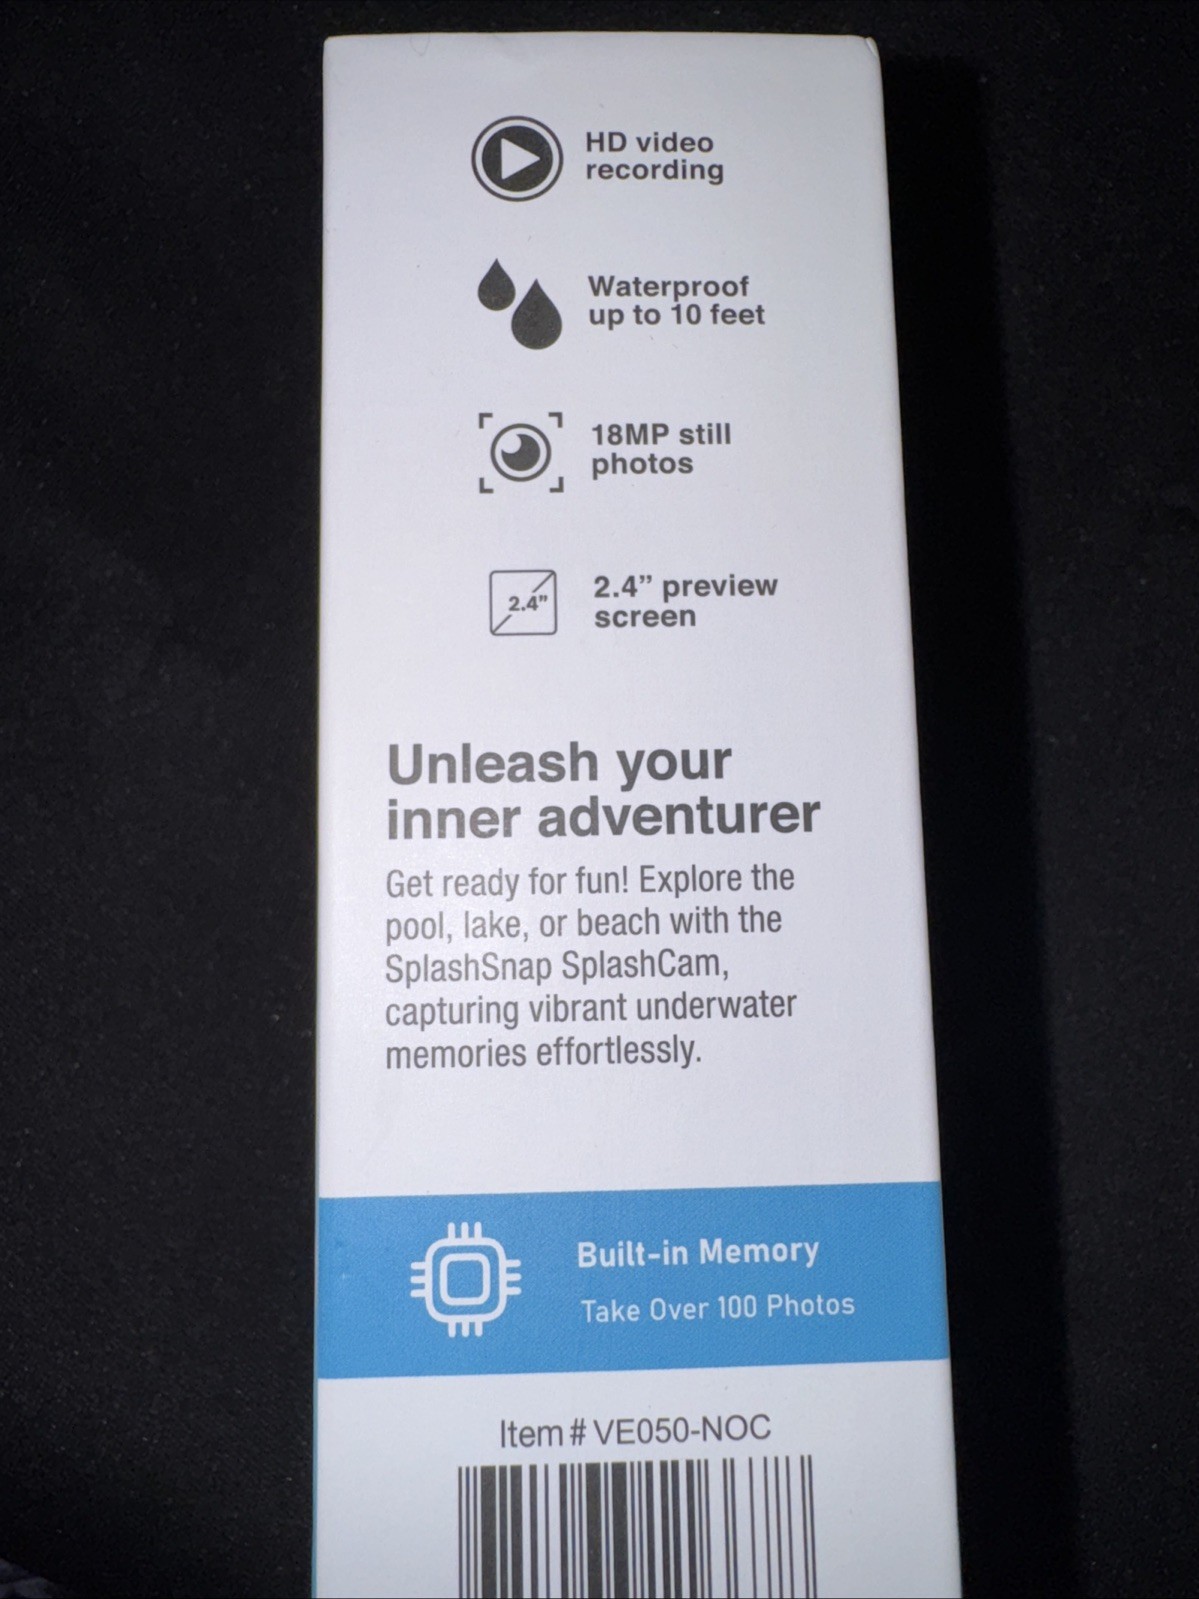 HD video
recording
Waterproof
up to 10 feet
18MP still
photos
2.4”
2.4” preview
screen
Unleash your
inner adventurer
Get ready for fun! Explore the
pool, lake, or beach with the
SplashSnap SplashCam,
capturing vibrant underwater
memories effortlessly.
Built-in Memory
Take Over 100 Photos
Item# VE050-NOC